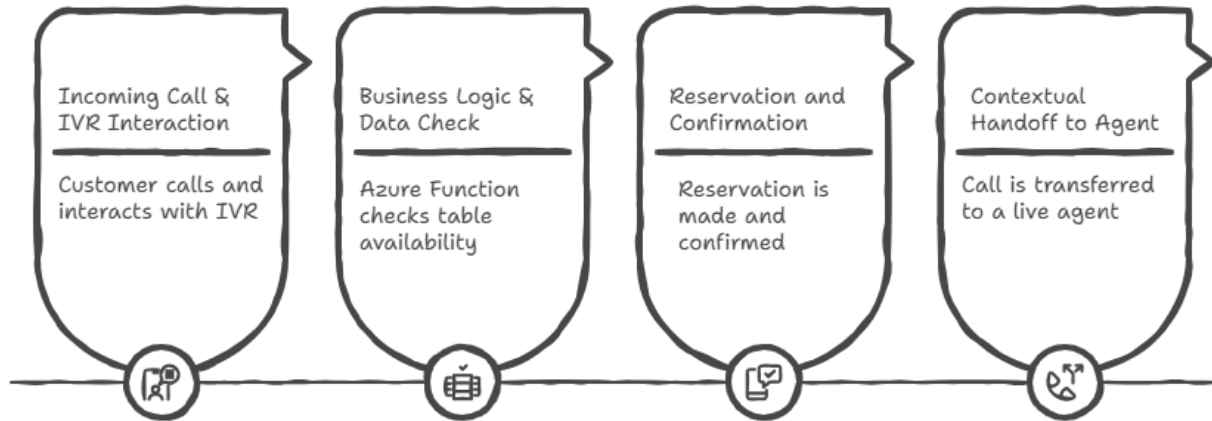 Incoming Call &
IVR Interaction
Customer calls and
interacts with IVR
Business Logic &
Data Check
Azure Function
checks table
availability
Reservation and
Confirmation
Reservation is
made and
confirmed
Contextual
Handoff to Agent
Call is transferred
to a live agent